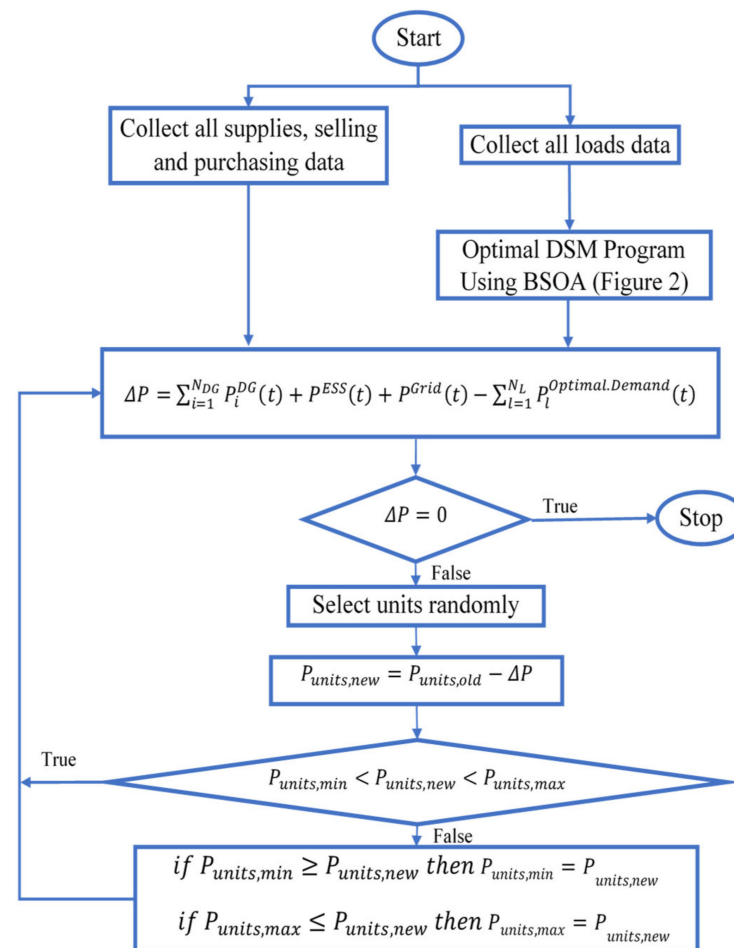 Start
Collect all supplies, selling
and purchasing data
Collect all loads data
Optimal DSM Program
Using BSOA (Figure 2)
ΔP = ∑_{i=1}^{N_{DG}} P_i^{DG}(t) + P^{ESS}(t) + P^{Grid}(t) − ∑_{l=1}^{N_L} P_l^{Optimal.Demand}(t)
ΔP = 0
True
Stop
False
Select units randomly
P_{units,new} = P_{units,old} − ΔP
True
P_{units,min} < P_{units,new} < P_{units,max}
False
if P_{units,min} ≥ P_{units,new} then P_{units,min} = P_{units,new}
if P_{units,max} ≤ P_{units,new} then P_{units,max} = P_{units,new}